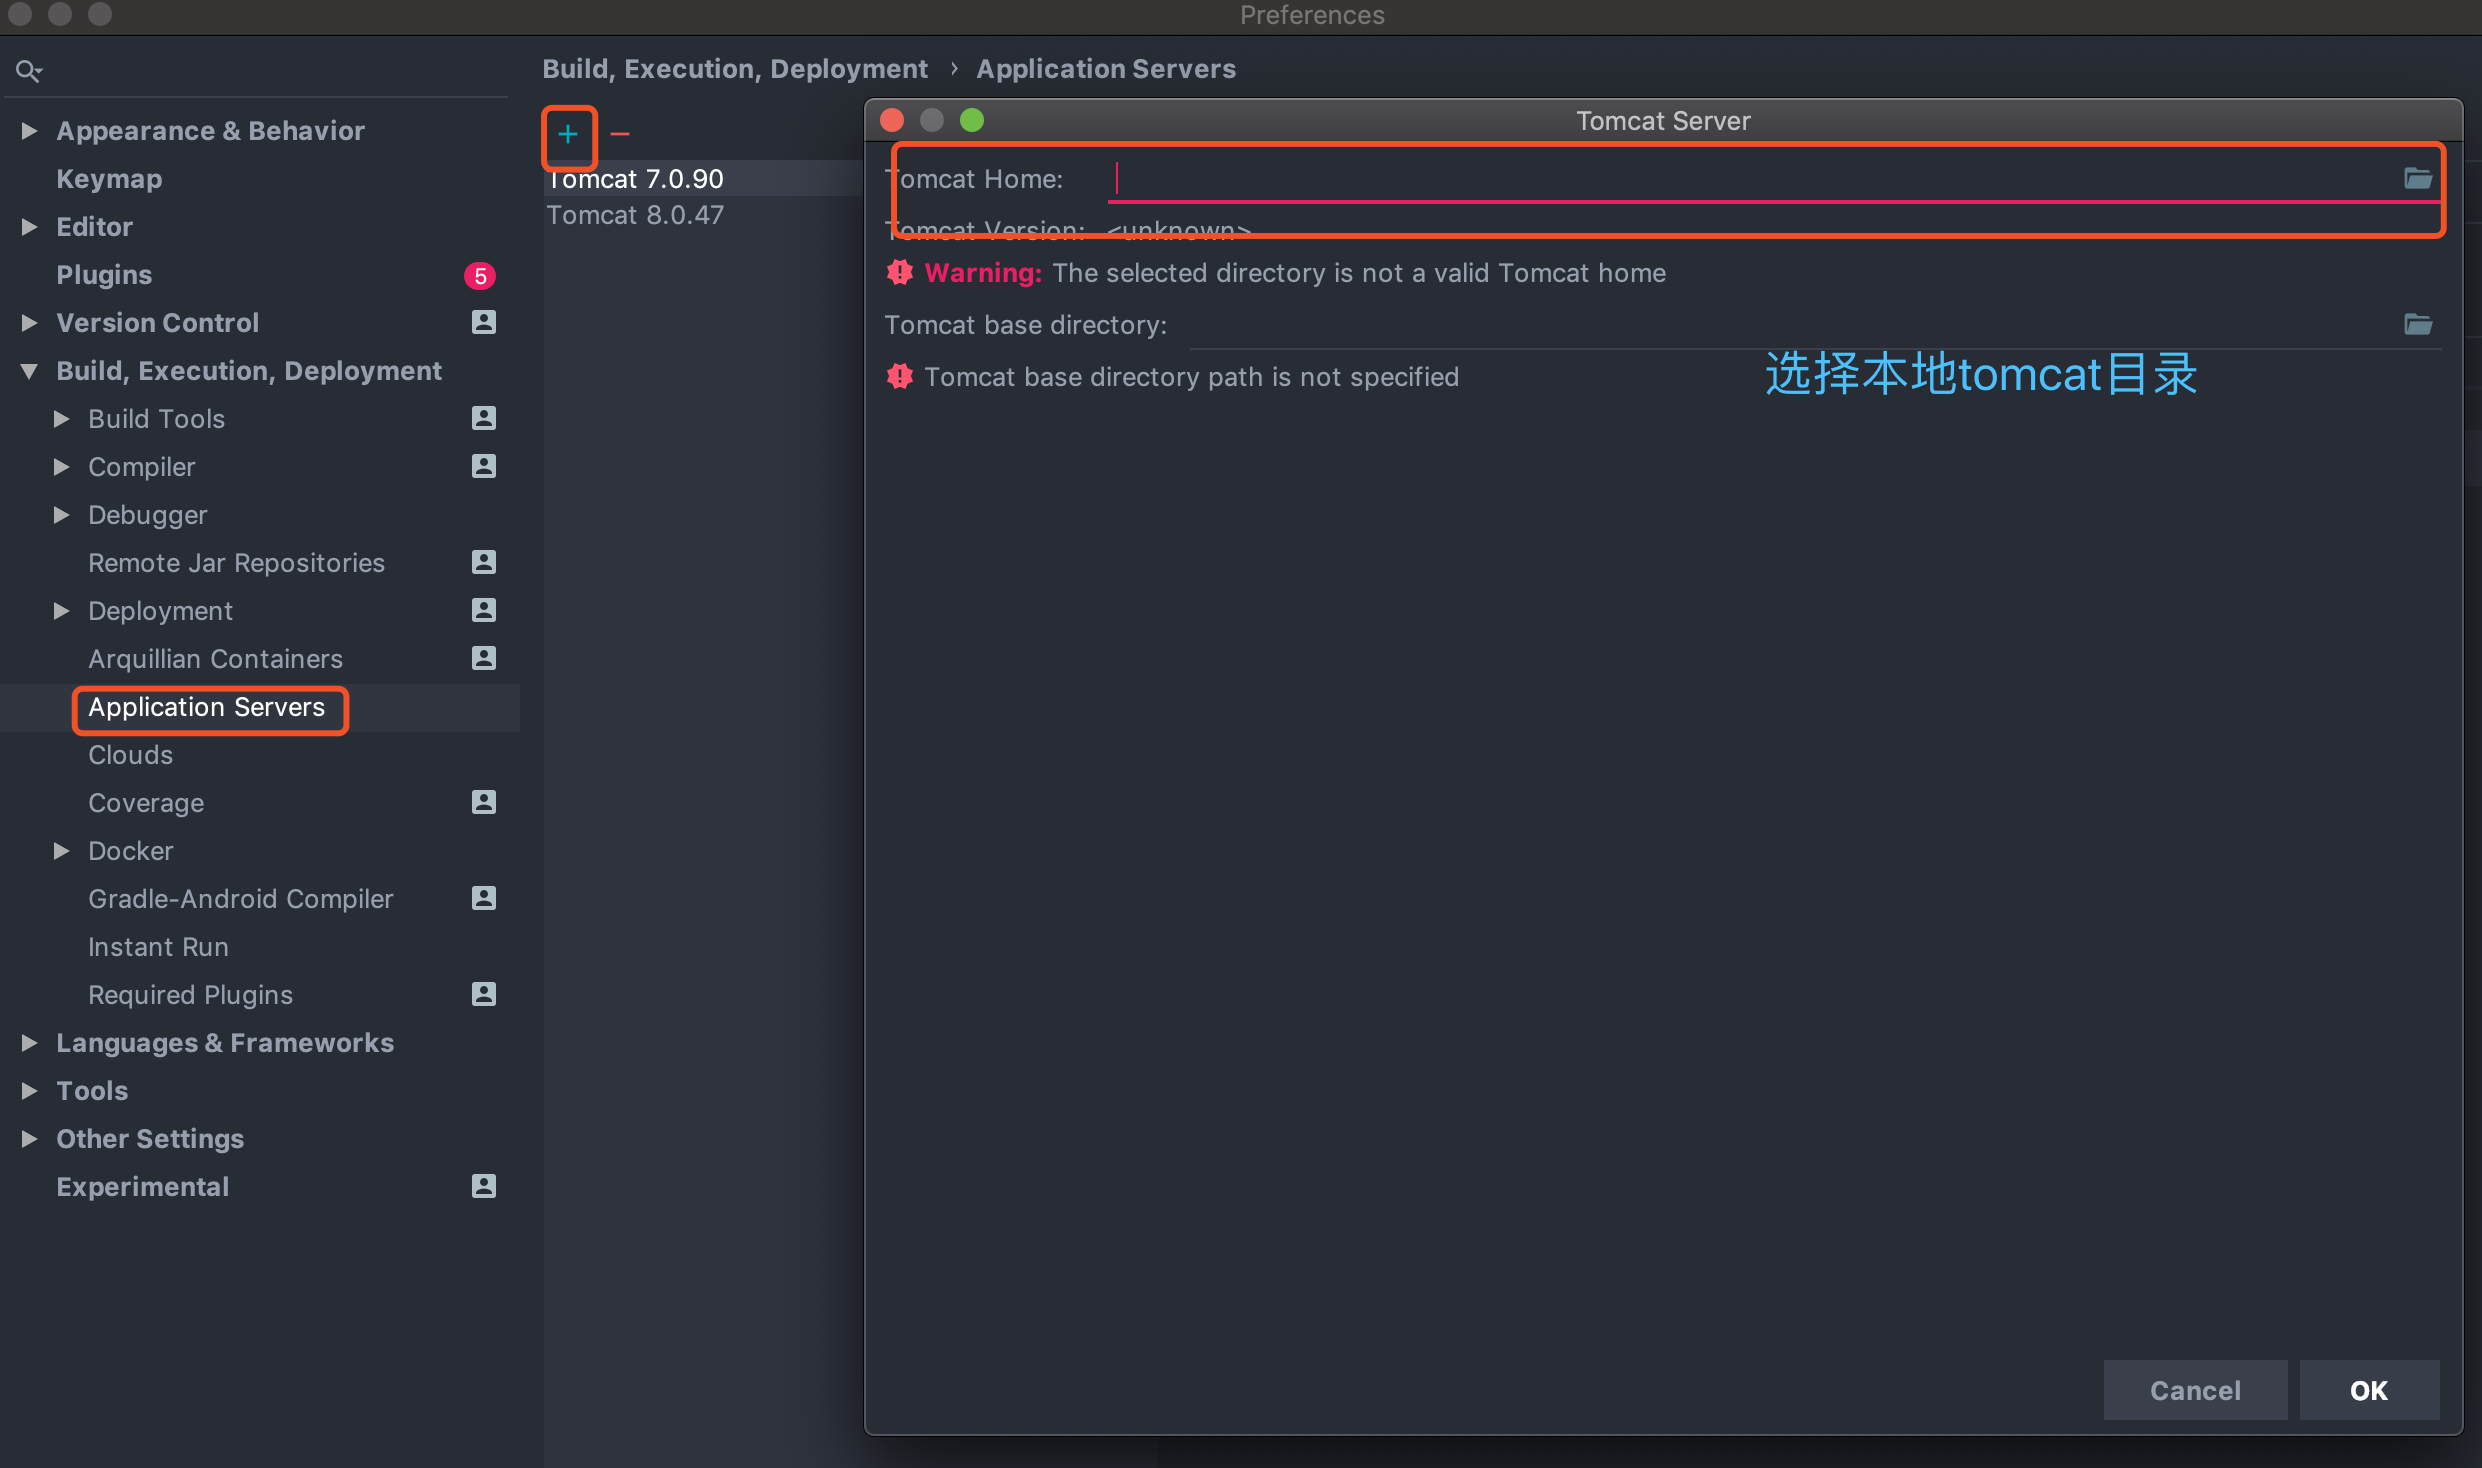 Preferences
Build, Execution, Deployment › Application Servers
Appearance & Behavior
Keymap
Editor
Plugins 5
Version Control
Build, Execution, Deployment
Build Tools
Compiler
Debugger
Remote Jar Repositories
Deployment
Arquillian Containers
Application Servers
Clouds
Coverage
Docker
Gradle-Android Compiler
Instant Run
Required Plugins
Languages & Frameworks
Tools
Other Settings
Experimental
+ −
Tomcat 7.0.90
Tomcat 8.0.47
Tomcat Server
Tomcat Home:
Tomcat Version: <unknown>
Warning: The selected directory is not a valid Tomcat home
Tomcat base directory:
Tomcat base directory path is not specified
选择本地tomcat目录
Cancel OK